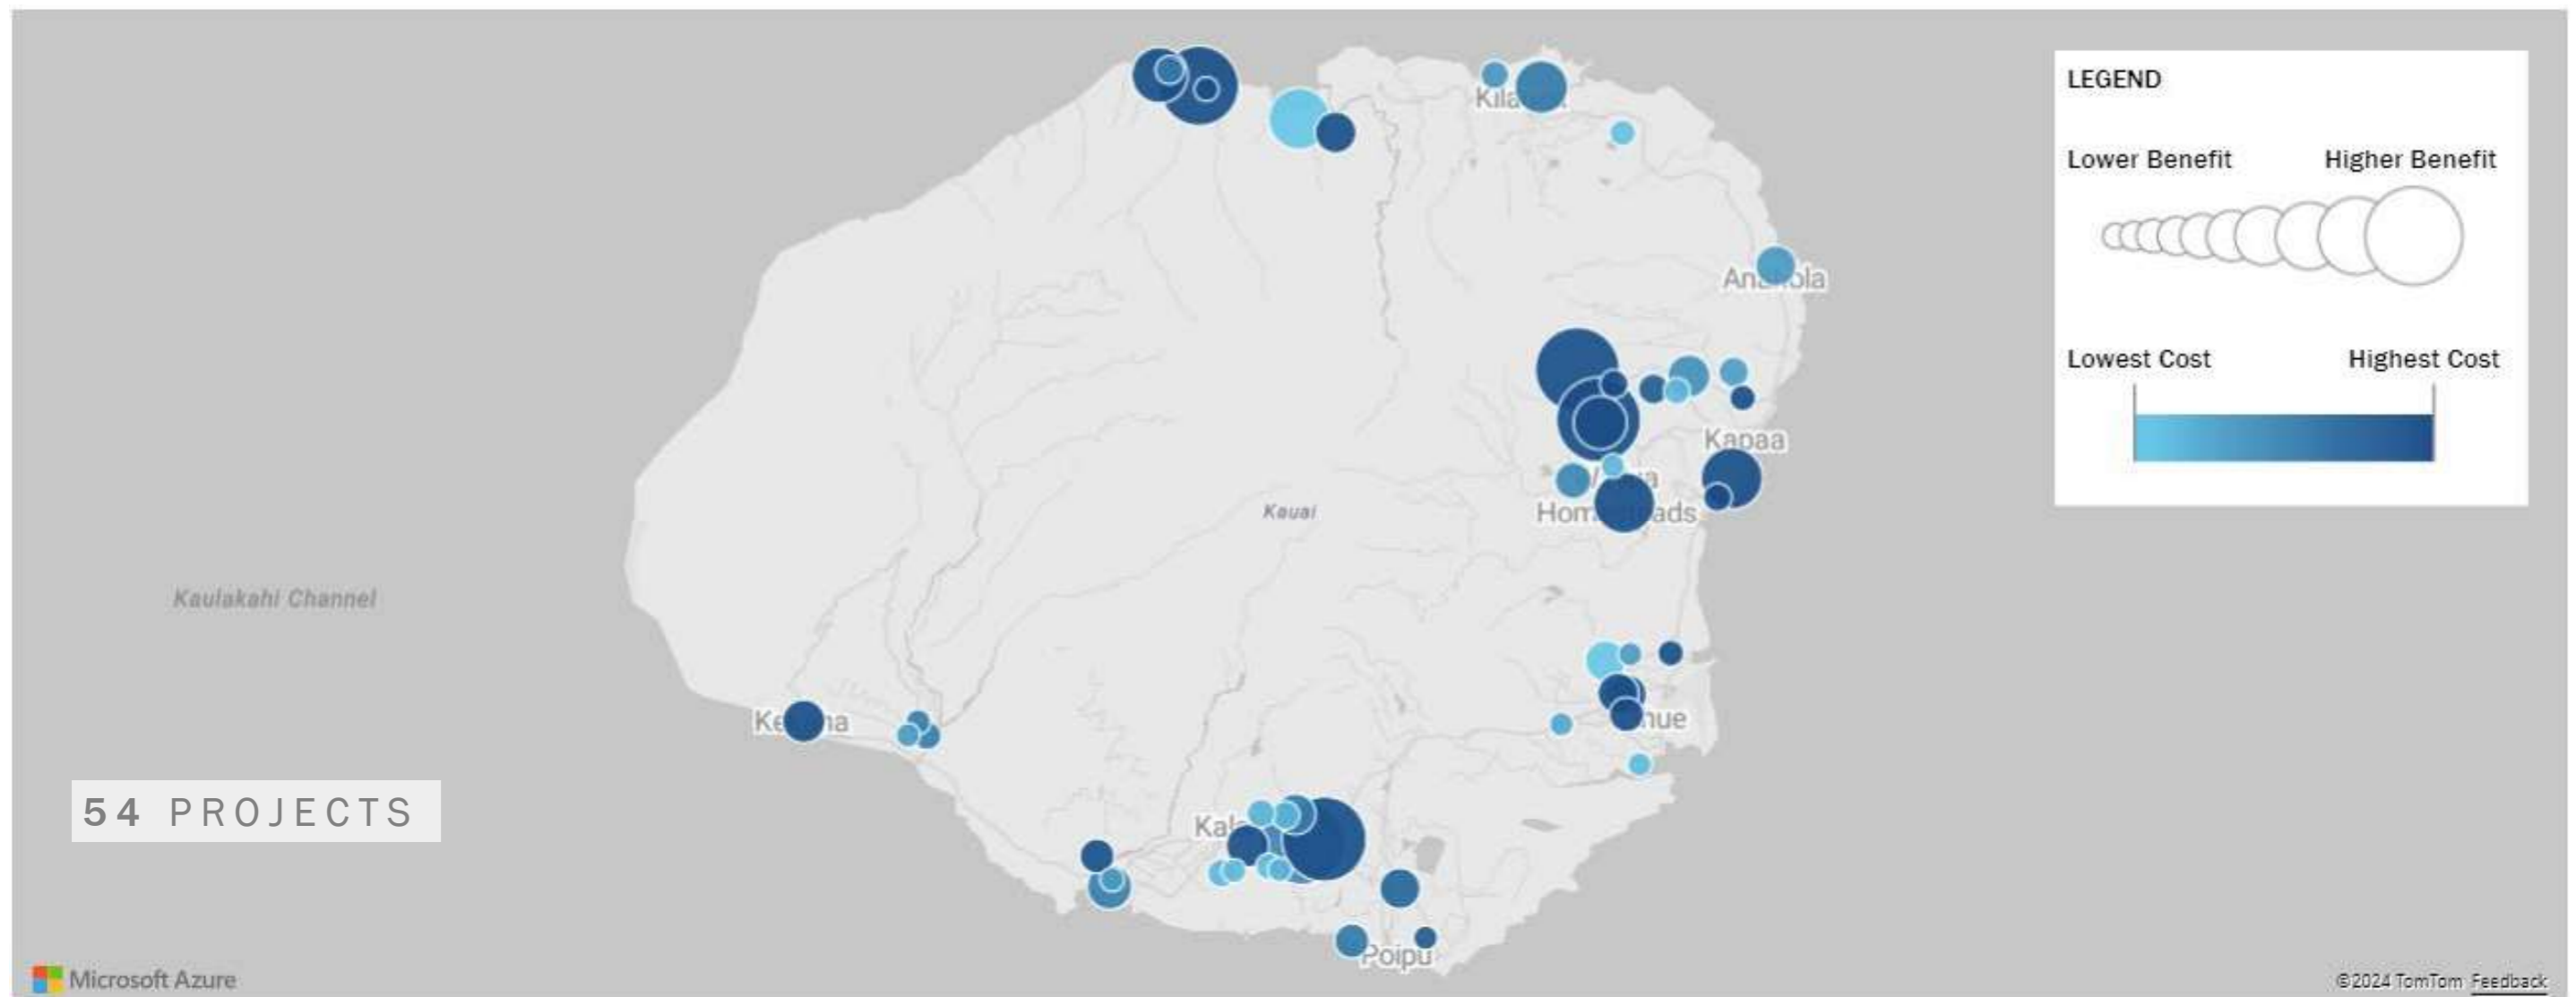 LEGEND
Lower Benefit Higher Benefit
Lowest Cost Highest Cost
Kapaa
Kauai
Kaulakahi Channel
54 PROJECTS
Poipu
Microsoft Azure
©2024 TomTom Feedback